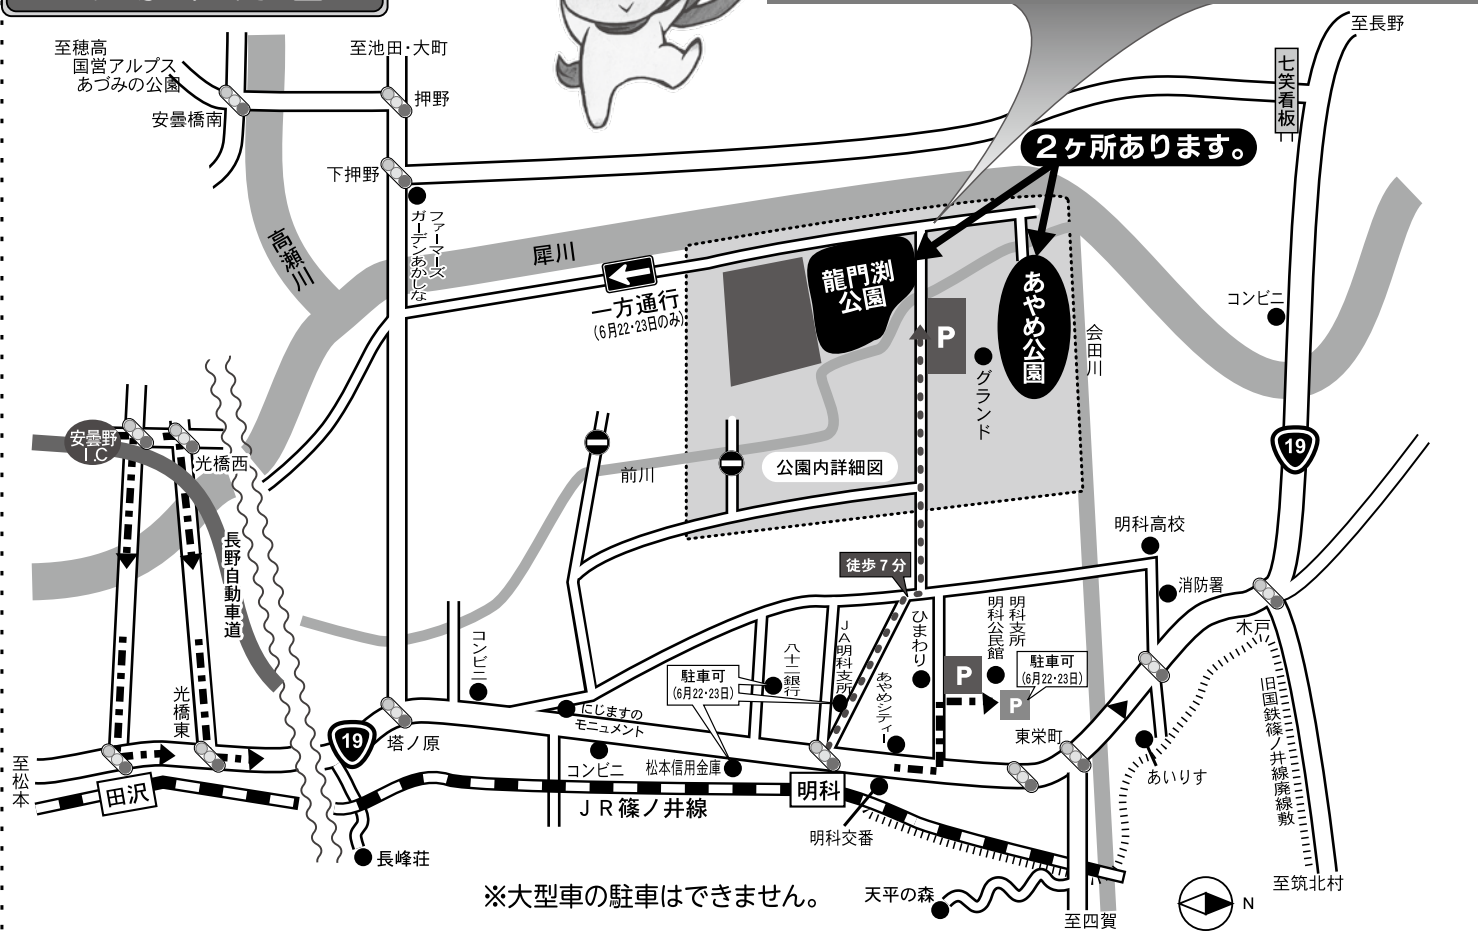 至穂高
国営アルプス
あづみの公園
安曇橋南
至池田・大町
押野
下押野
ファーマーズ
ガーデンあかしな
高瀬川
犀川
一方通行
(6月22・23日のみ)
2ヶ所あります。
至長野
七笑看板
龍門渕
公園
あやめ公園
P
グランド
会田川
コンビニ
19
公園内詳細図
前川
安曇野
I.C
光橋西
長野自動車道
光橋東
徒歩7分
明科高校
消防署
木戸
ひまわり
明科支所
明科公民館
P
駐車可
(6月22・23日)
P
JA明科支所
八十二銀行
駐車可
(6月22・23日)
コンビニ
にじますの
モニュメント
あやめシティー
東栄町
あいりす
旧国鉄篠ノ井線廃線敷
19
塔ノ原
コンビニ
松本信用金庫
明科
明科交番
JR篠ノ井線
至松本
田沢
長峰荘
※大型車の駐車はできません。
天平の森
至四賀
至筑北村
N